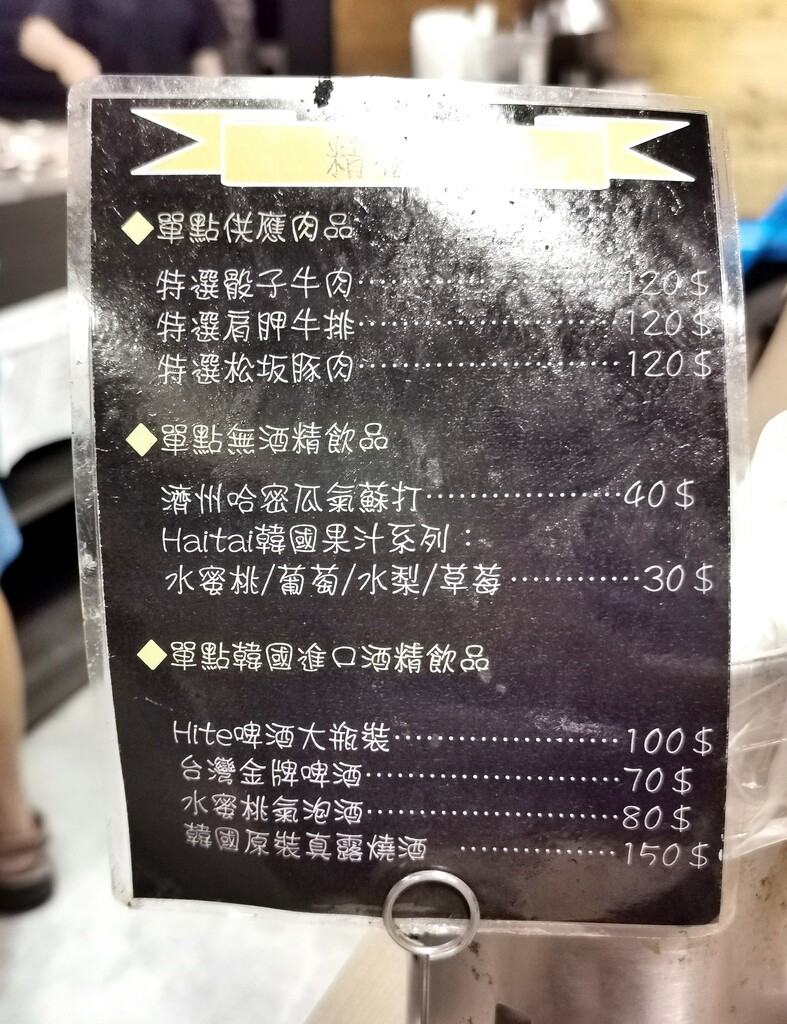 精
◆單點供應肉品
特選骰子牛肉……………………120$
特選肩胛牛排……………………120$
特選松坂豚肉……………………120$
◆單點無酒精飲品
濟州哈密瓜氣蘇打………………40$
Haitai韓國果汁系列：
水蜜桃/葡萄/水梨/草莓…………30$
◆單點韓國進口酒精飲品
Hite啤酒大瓶裝…………………100$
台灣金牌啤酒……………………70$
水蜜桃氣泡酒……………………80$
韓國原裝真露燒酒 ……………150$